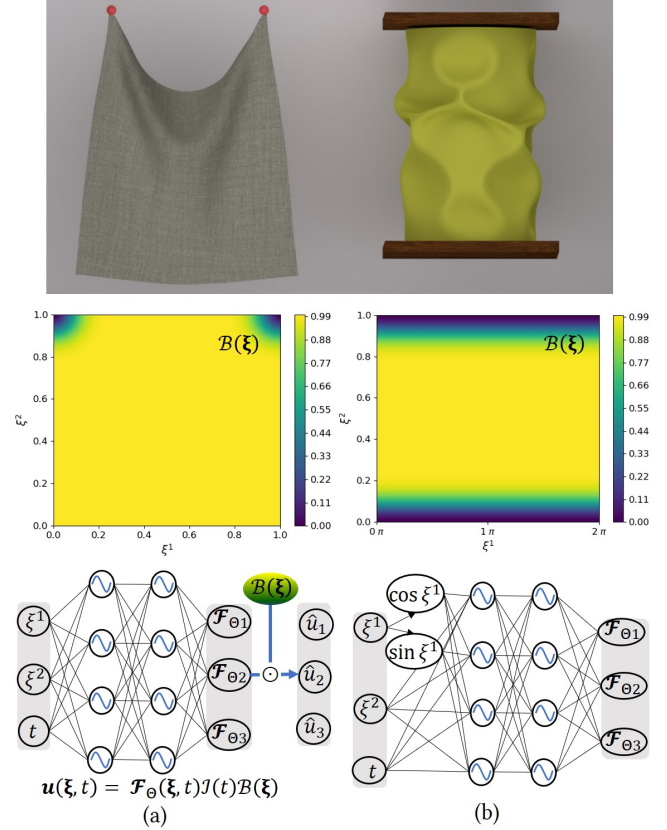 1.0
0.8
0.6
0.4
0.2
0.0
ξ²
0.0 0.2 0.4 0.6 0.8 1.0
ξ¹
ℬ(ξ)
0.99
0.88
0.77
0.66
0.55
0.44
0.33
0.22
0.11
0.00
1.0
0.8
0.6
0.4
0.2
0.0
ξ²
0 π 1 π 2 π
ξ¹
ℬ(ξ)
0.99
0.88
0.77
0.66
0.55
0.44
0.33
0.22
0.11
0.00
ℬ(ξ)
ξ¹
ξ²
t
ℱΘ1
ℱΘ2
ℱΘ3
⊙
û₁
û₂
û₃
u(ξ, t) = ℱΘ(ξ, t)ℐ(t)ℬ(ξ)
(a)
cos ξ¹
sin ξ¹
ξ¹
ξ²
t
ℱΘ1
ℱΘ2
ℱΘ3
(b)